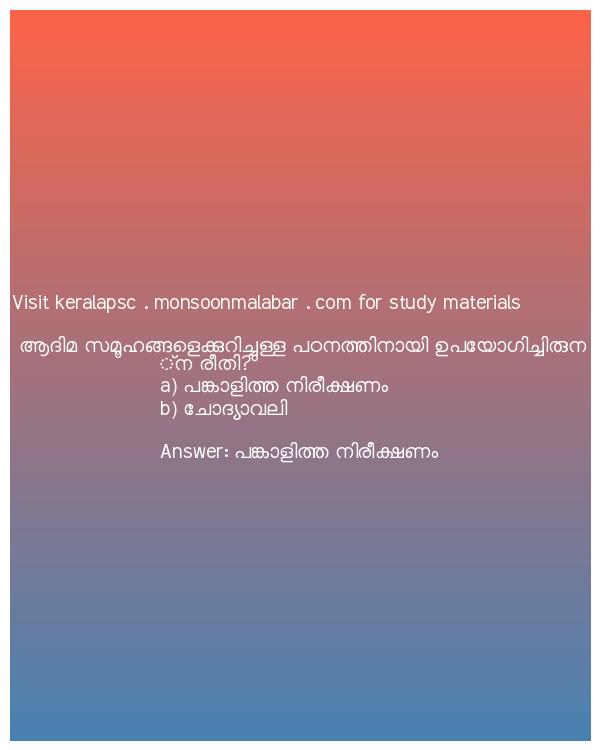 Visit keralapsc . monsoonmalabar . com for study materials
ആദിമ സമൂഹങ്ങളെക്കുറിച്ചുള്ള പഠനത്തിനായി ഉപയോഗിച്ചിരുന
്ന രീതി?
a) പങ്കാളിത്ത നിരീക്ഷണം
b) ചോദ്യാവലി
Answer: പങ്കാളിത്ത നിരീക്ഷണം